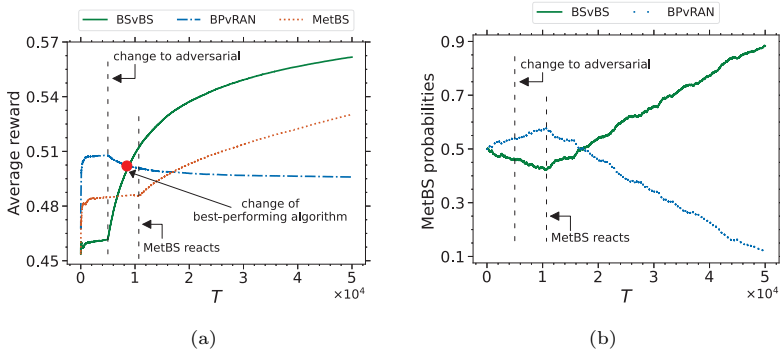 BSvBS BPvRAN MetBS
0.57
0.54
0.51
0.48
0.45
Average reward
change to adversarial
change of
best-performing algorithm
MetBS reacts
0 1 2 3 4 5
T
×10⁴
(a)
BSvBS BPvRAN
0.9
0.7
0.5
0.3
0.1
MetBS probabilities
change to adversarial
MetBS reacts
0 1 2 3 4 5
T
×10⁴
(b)